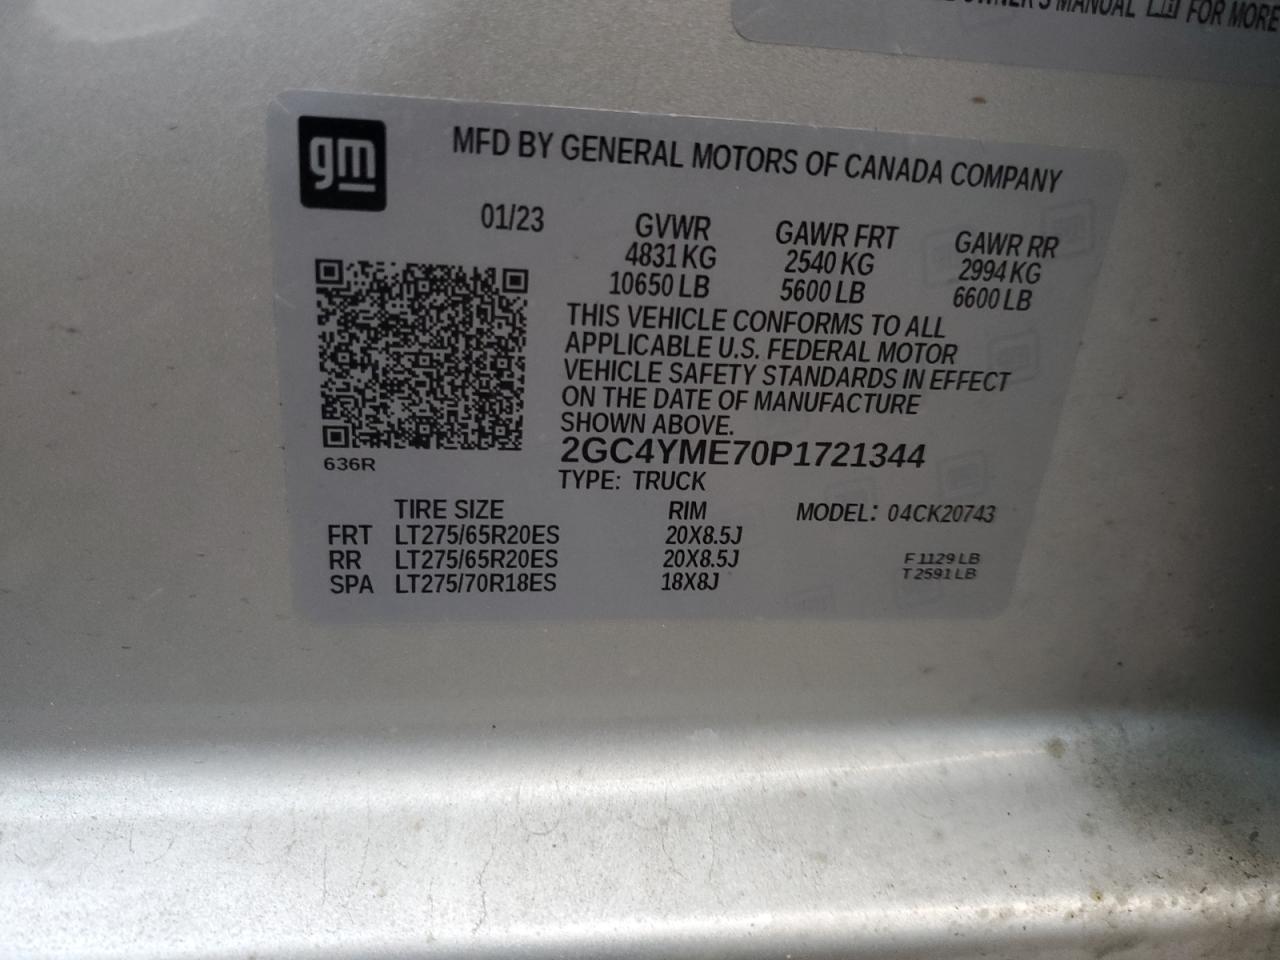 OWNER'S MANUAL FOR MORE
gm
MFD BY GENERAL MOTORS OF CANADA COMPANY
01/23 GVWR GAWR FRT GAWR RR
4831 KG 2540 KG 2994 KG
10650 LB 5600 LB 6600 LB
THIS VEHICLE CONFORMS TO ALL
APPLICABLE U.S. FEDERAL MOTOR
VEHICLE SAFETY STANDARDS IN EFFECT
ON THE DATE OF MANUFACTURE
SHOWN ABOVE.
2GC4YME70P1721344
636R
TYPE: TRUCK
TIRE SIZE RIM MODEL: 04CK20743
FRT LT275/65R20ES 20X8.5J
RR LT275/65R20ES 20X8.5J F 1129 LB
SPA LT275/70R18ES 18X8J T 2591 LB